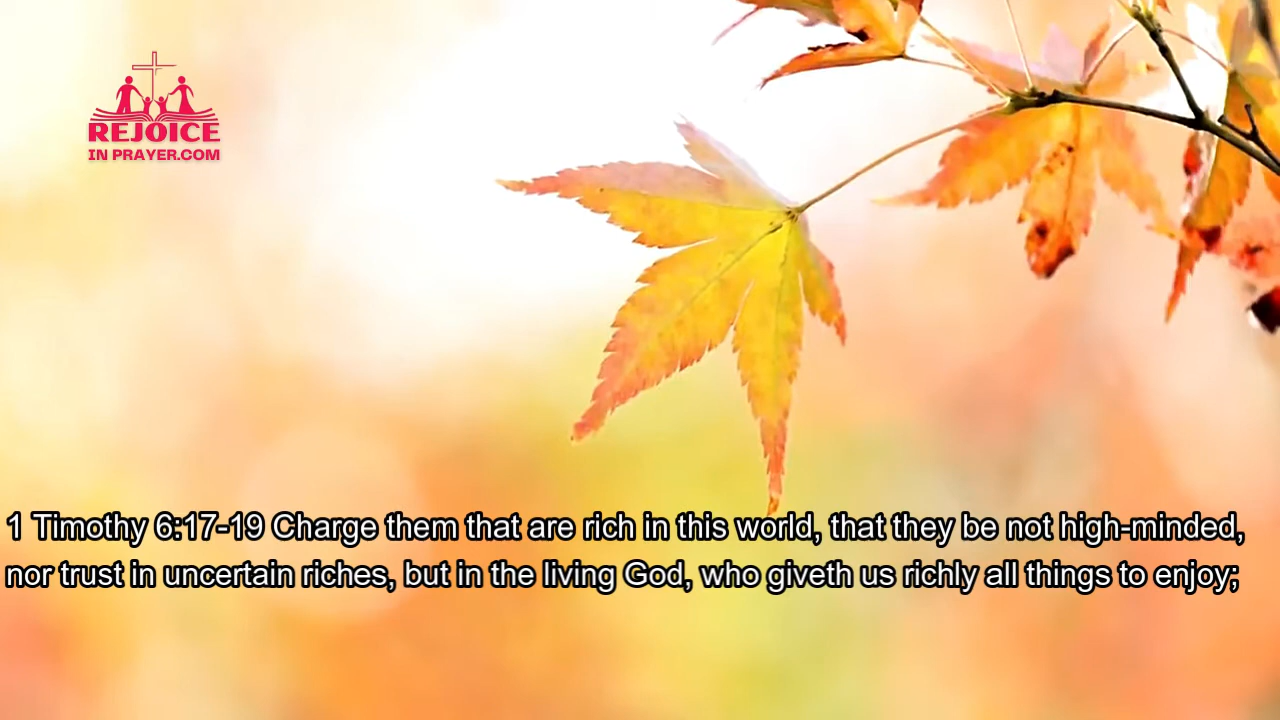 REJOICE
IN PRAYER.COM
1 Timothy 6:17-19 Charge them that are rich in this world, that they be not high-minded,
nor trust in uncertain riches, but in the living God, who giveth us richly all things to enjoy;